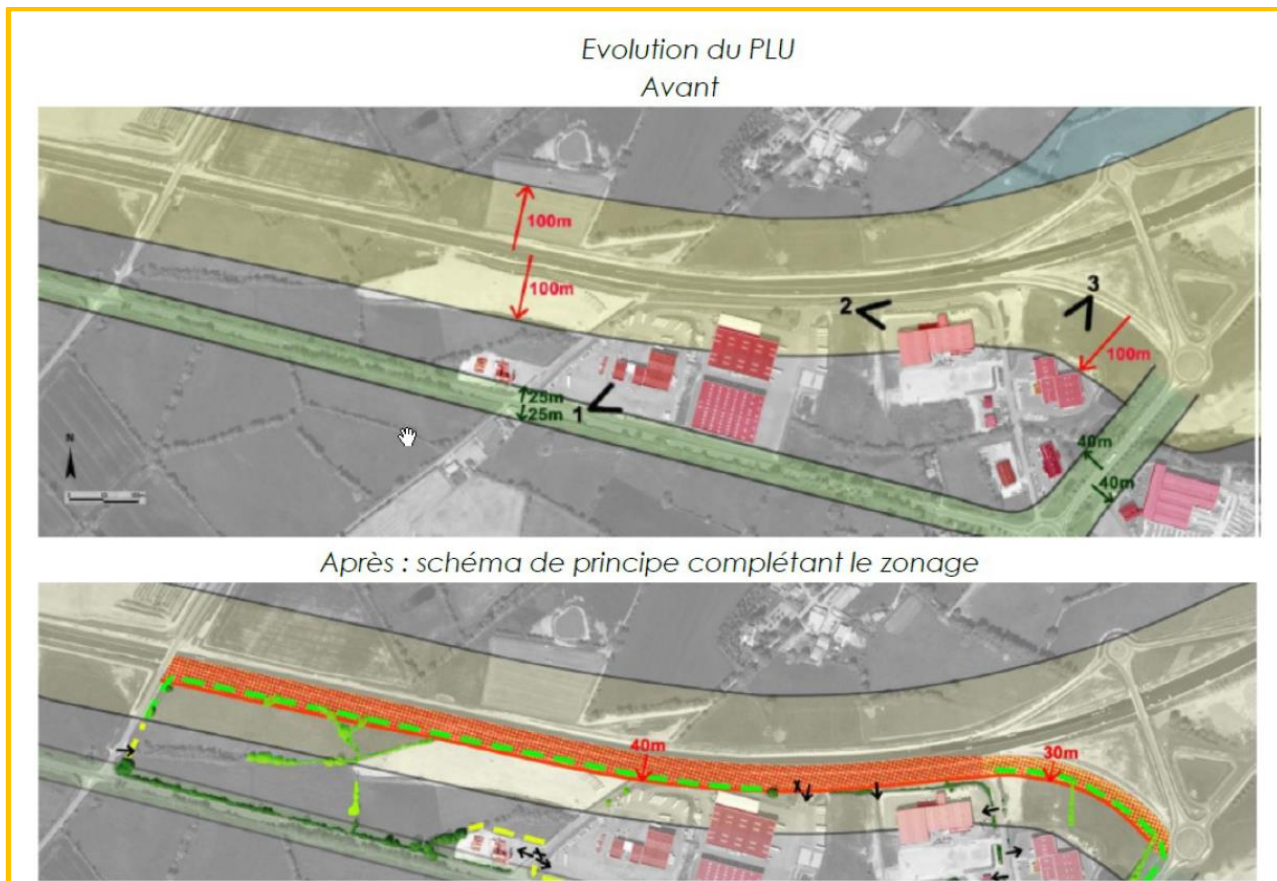 Evolution du PLU
Avant
100m
100m
2
3
100m
25m
25m
1
N
40m
40m
Après : schéma de principe complétant le zonage
40m
30m
x